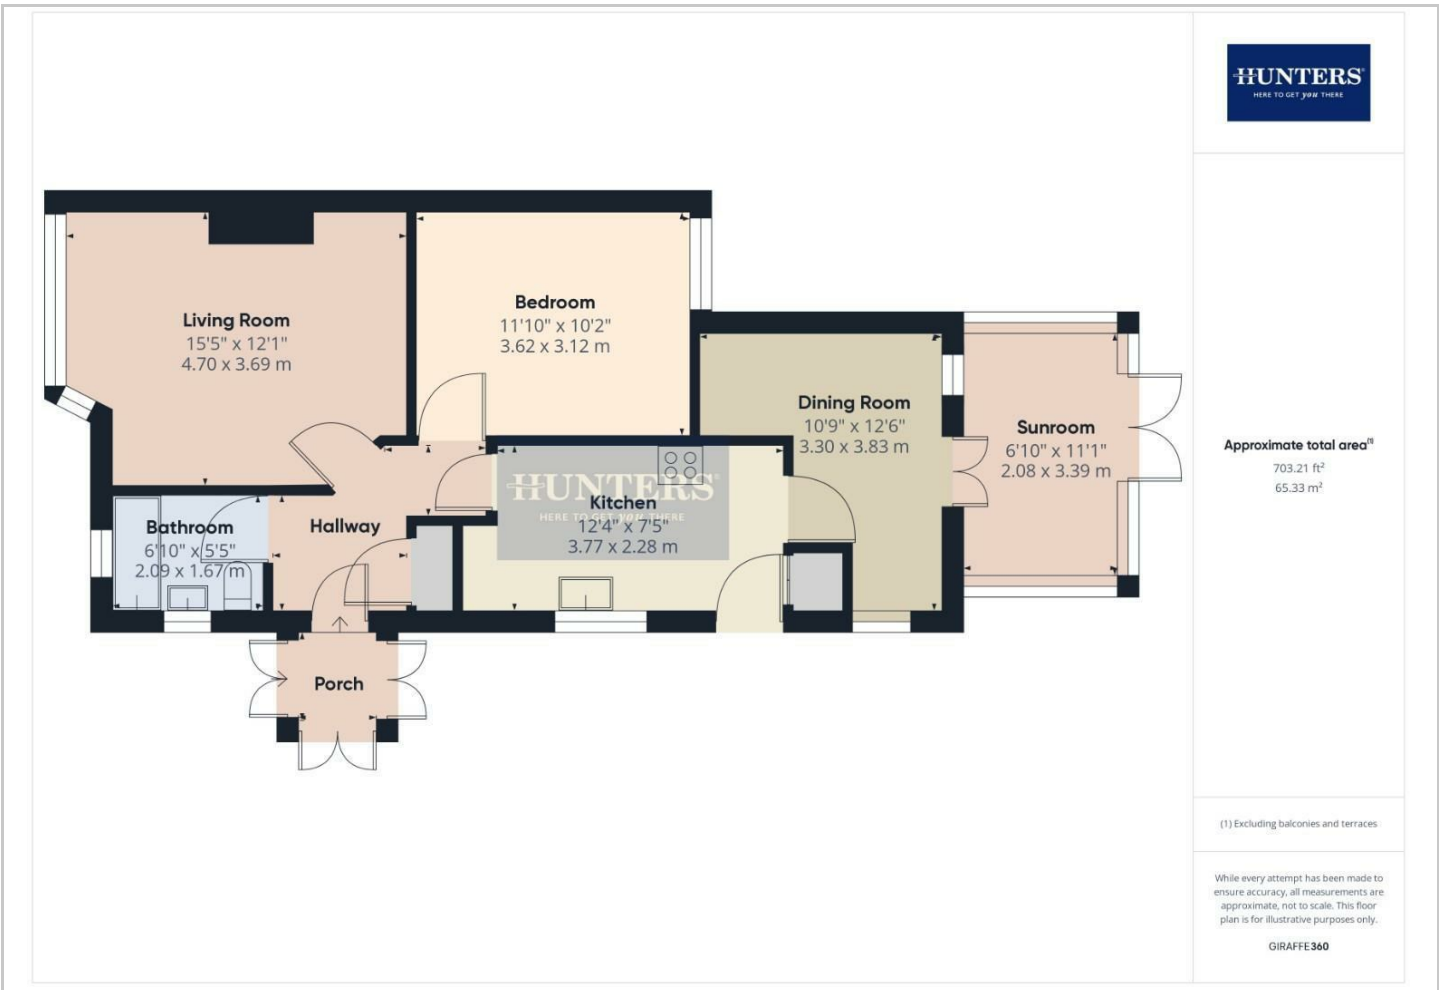 HUNTERS®
HERE TO GET you THERE
Living Room
15'5" x 12'1"
4.70 x 3.69 m
Bedroom
11'10" x 10'2"
3.62 x 3.12 m
Dining Room
10'9" x 12'6"
3.30 x 3.83 m
Sunroom
6'10" x 11'1"
2.08 x 3.39 m
HUNTERS®
HERE TO GET you THERE
Kitchen
12'4" x 7'5"
3.77 x 2.28 m
Bathroom
6'10" x 5'5"
2.09 x 1.67 m
Hallway
Porch
Approximate total area⁽¹⁾
703.21 ft²
65.33 m²
(1) Excluding balconies and terraces
While every attempt has been made to
ensure accuracy, all measurements are
approximate, not to scale. This floor
plan is for illustrative purposes only.
GIRAFFE360